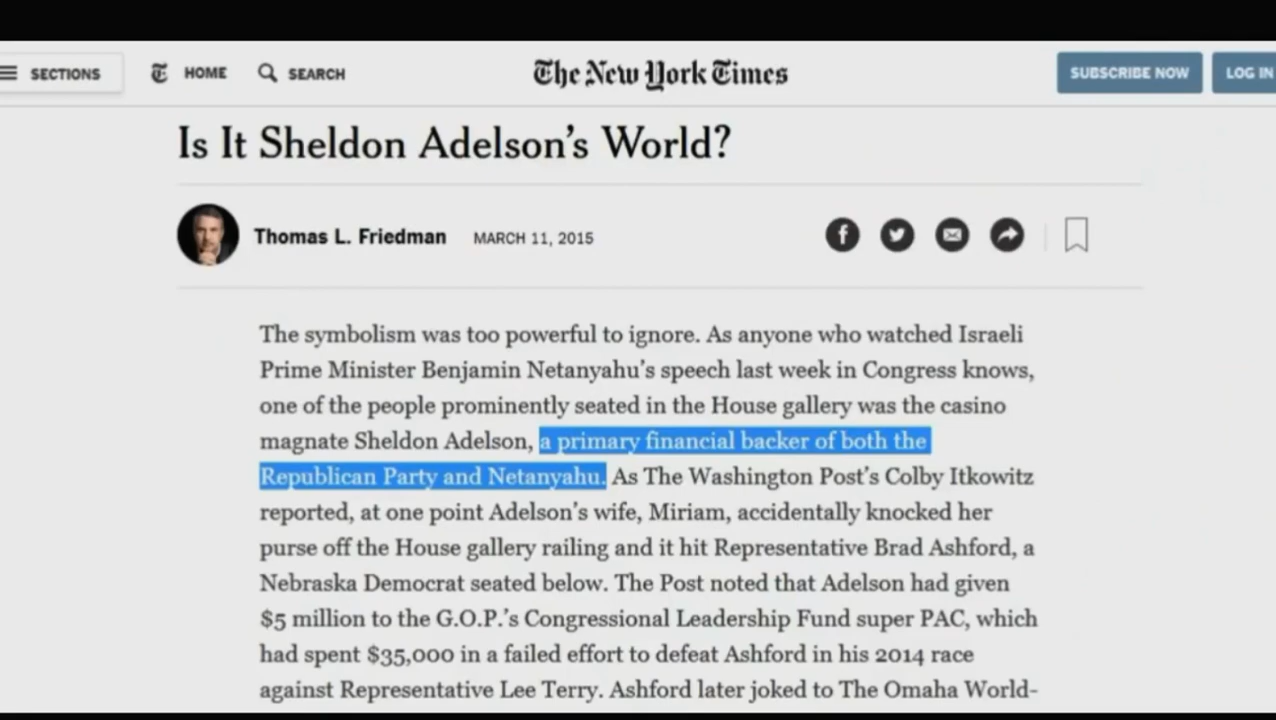 SECTIONS
HOME
SEARCH
The New York Times
SUBSCRIBE NOW
LOG IN
Is It Sheldon Adelson's World?
Thomas L. Friedman MARCH 11, 2015
The symbolism was too powerful to ignore. As anyone who watched Israeli
Prime Minister Benjamin Netanyahu's speech last week in Congress knows,
one of the people prominently seated in the House gallery was the casino
magnate Sheldon Adelson, a primary financial backer of both the
Republican Party and Netanyahu. As The Washington Post's Colby Itkowitz
reported, at one point Adelson's wife, Miriam, accidentally knocked her
purse off the House gallery railing and it hit Representative Brad Ashford, a
Nebraska Democrat seated below. The Post noted that Adelson had given
$5 million to the G.O.P.'s Congressional Leadership Fund super PAC, which
had spent $35,000 in a failed effort to defeat Ashford in his 2014 race
against Representative Lee Terry. Ashford later joked to The Omaha World-